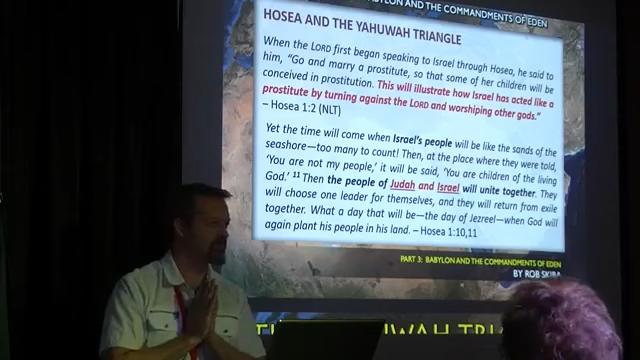 BABYLON AND THE COMMANDMENTS OF EDEN
HOSEA AND THE YAHUWAH TRIANGLE
When the LORD first began speaking to Israel through Hosea, he said to
him, “Go and marry a prostitute, so that some of her children will be
conceived in prostitution. This will illustrate how Israel has acted like a
prostitute by turning against the LORD and worshiping other gods.”
– Hosea 1:2 (NLT)
Yet the time will come when Israel’s people will be like the sands of the
seashore—too many to count! Then, at the place where they were told,
‘You are not my people,’ it will be said, ‘You are children of the living
God.’ 11 Then the people of Judah and Israel will unite together. They
will choose one leader for themselves, and they will return from exile
together. What a day that will be—the day of Jezreel—when God will
again plant his people in his land. – Hosea 1:10,11
PART 3: BABYLON AND THE COMMANDMENTS OF EDEN
BY ROB SKIBA